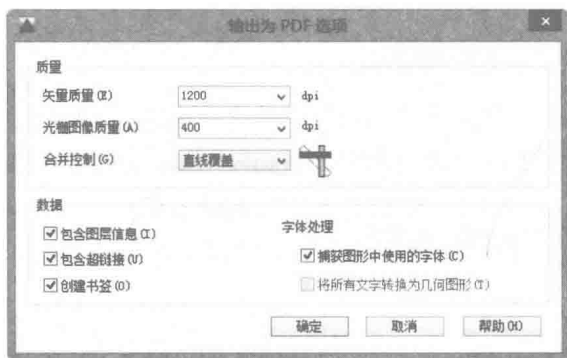 输出为 PDF 选项
质量
矢量质量(E) 1200 dpi
光栅图像质量(A) 400 dpi
合并控制(G) 直线覆盖
数据
包含图层信息(I)
包含超链接(U)
创建书签(O)
字体处理
捕获图形中使用的字体(C)
将所有文字转换为几何图形(T)
确定 取消 帮助(H)